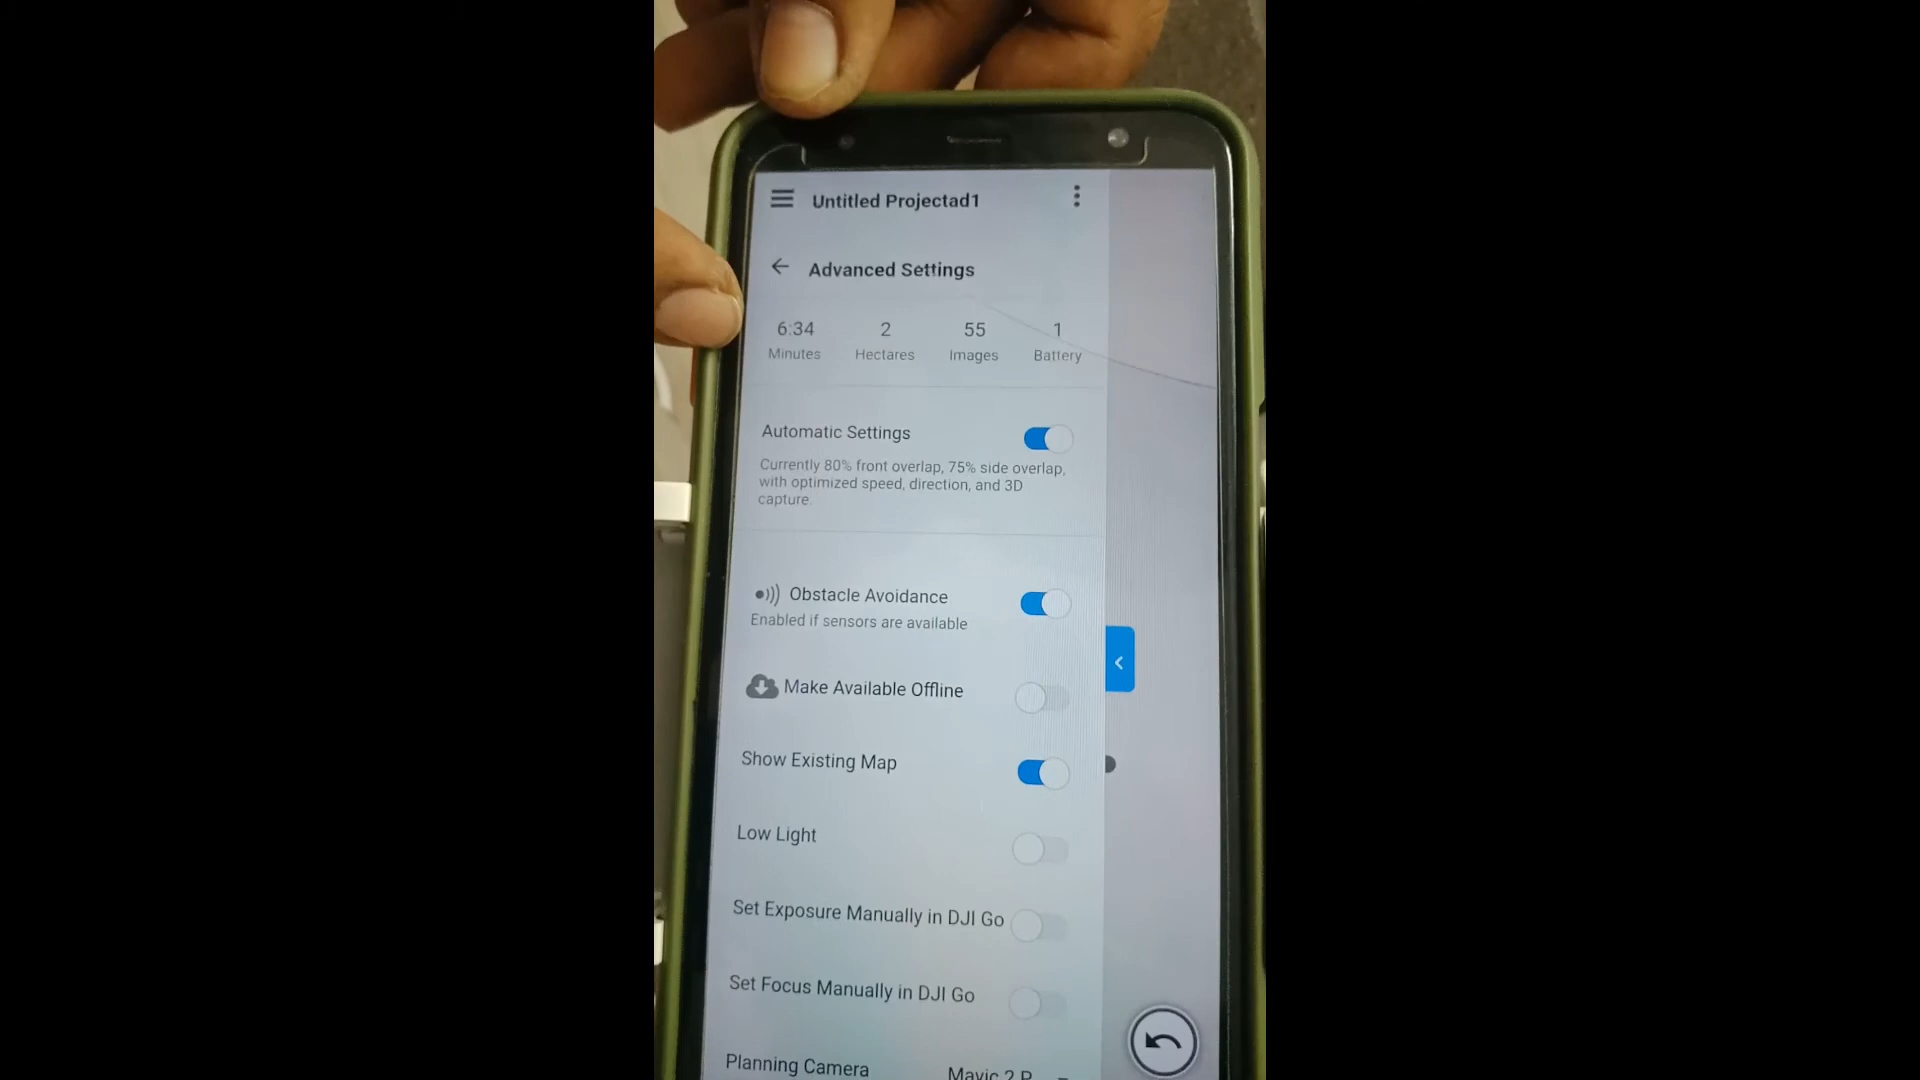 Untitled Projectad1
Advanced Settings
6:34 2 55 1
Minutes Hectares Images Battery
Automatic Settings
Currently 80% front overlap, 75% side overlap,
with optimized speed, direction, and 3D
capture.
Obstacle Avoidance
Enabled if sensors are available
Make Available Offline
Show Existing Map
Low Light
Set Exposure Manually in DJI Go
Set Focus Manually in DJI Go
Planning Camera Mavic 2 P